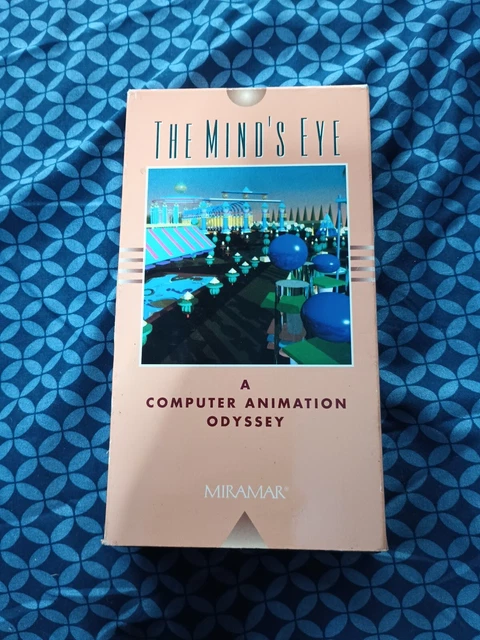 THE MIND'S EYE
A
COMPUTER ANIMATION
ODYSSEY
MIRAMAR®